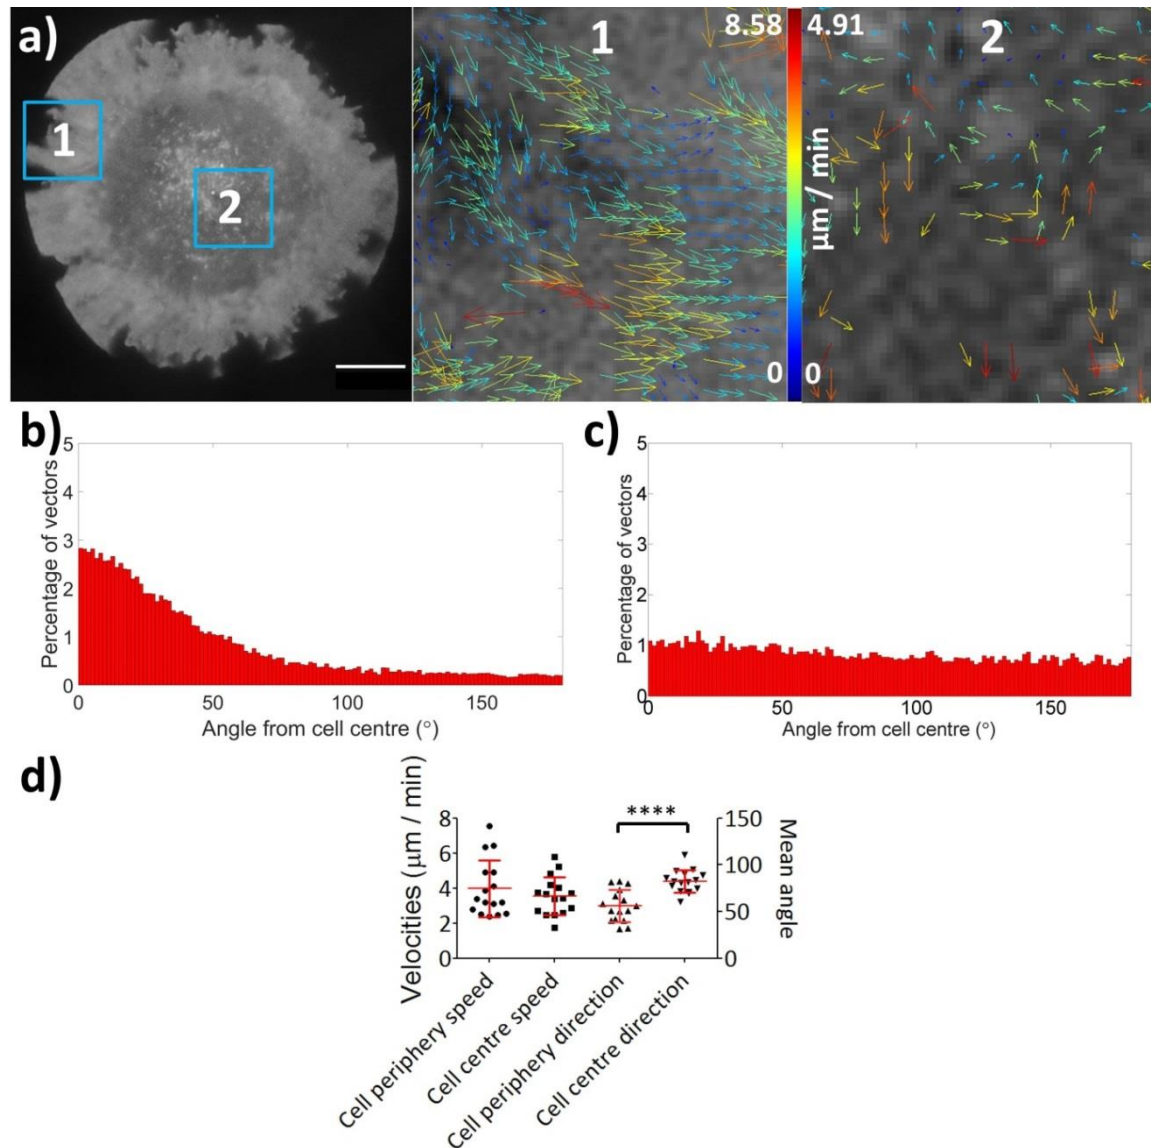 a)
1
2
1
8.58
0
μm / min
4.91
0
2
b)
Percentage of vectors
5
4
3
2
1
0
0
50
100
150
Angle from cell centre (°)
c)
Percentage of vectors
5
4
3
2
1
0
0
50
100
150
Angle from cell centre (°)
d)
Velocities (μm / min)
8
6
4
2
0
****
150
100
50
0
Mean angle
Cell periphery speed
Cell centre speed
Cell periphery direction
Cell centre direction